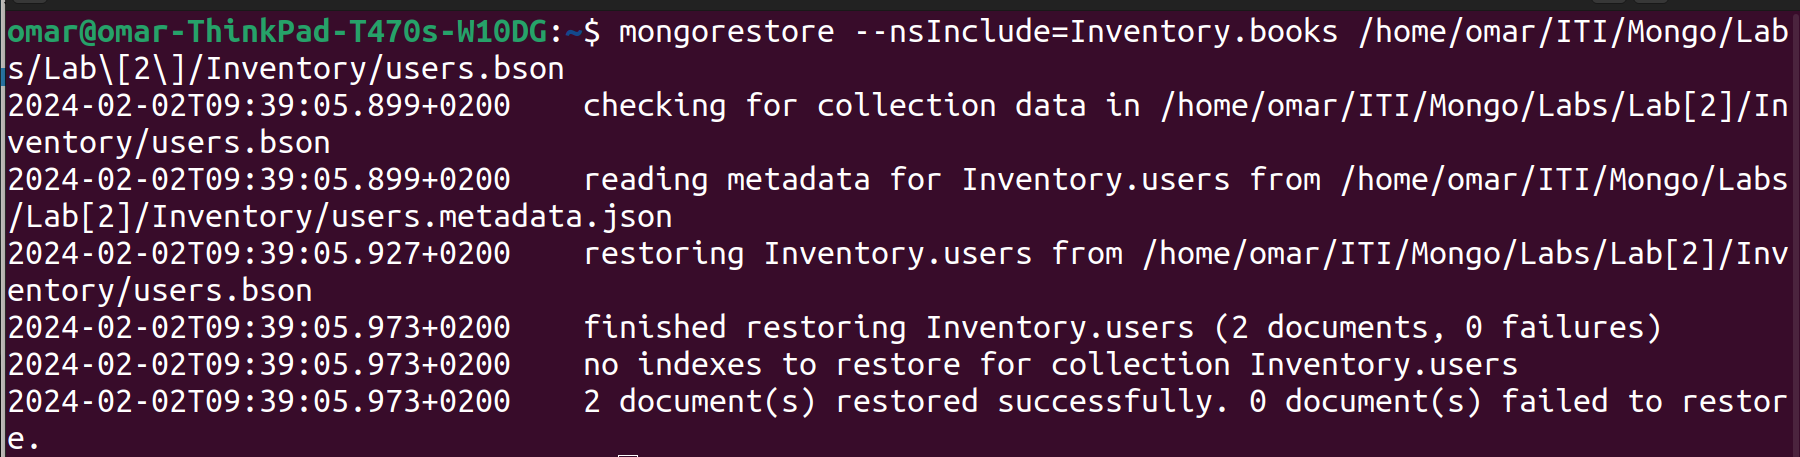 omar@omar-ThinkPad-T470s-W10DG:~$ mongorestore --nsInclude=Inventory.books /home/omar/ITI/Mongo/Lab
s/Lab\[2\]/Inventory/users.bson
2024-02-02T09:39:05.899+0200    checking for collection data in /home/omar/ITI/Mongo/Labs/Lab[2]/In
ventory/users.bson
2024-02-02T09:39:05.899+0200    reading metadata for Inventory.users from /home/omar/ITI/Mongo/Labs
/Lab[2]/Inventory/users.metadata.json
2024-02-02T09:39:05.927+0200    restoring Inventory.users from /home/omar/ITI/Mongo/Labs/Lab[2]/Inv
entory/users.bson
2024-02-02T09:39:05.973+0200    finished restoring Inventory.users (2 documents, 0 failures)
2024-02-02T09:39:05.973+0200    no indexes to restore for collection Inventory.users
2024-02-02T09:39:05.973+0200    2 document(s) restored successfully. 0 document(s) failed to restor
e.